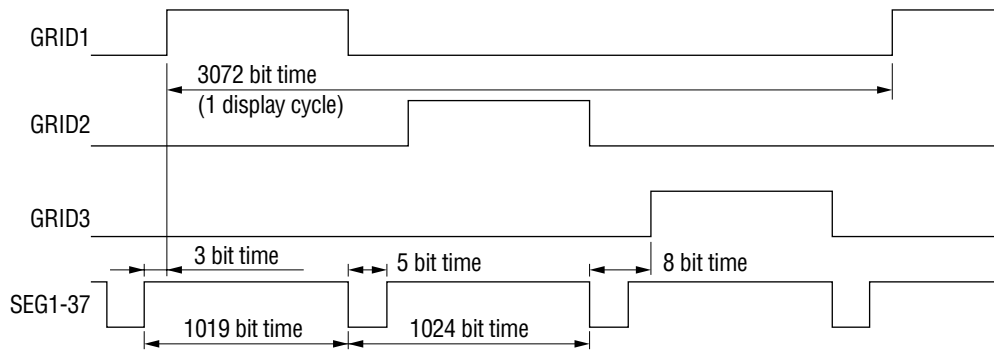 GRID1
3072 bit time
(1 display cycle)
GRID2
GRID3
3 bit time
5 bit time
8 bit time
SEG1-37
1019 bit time
1024 bit time